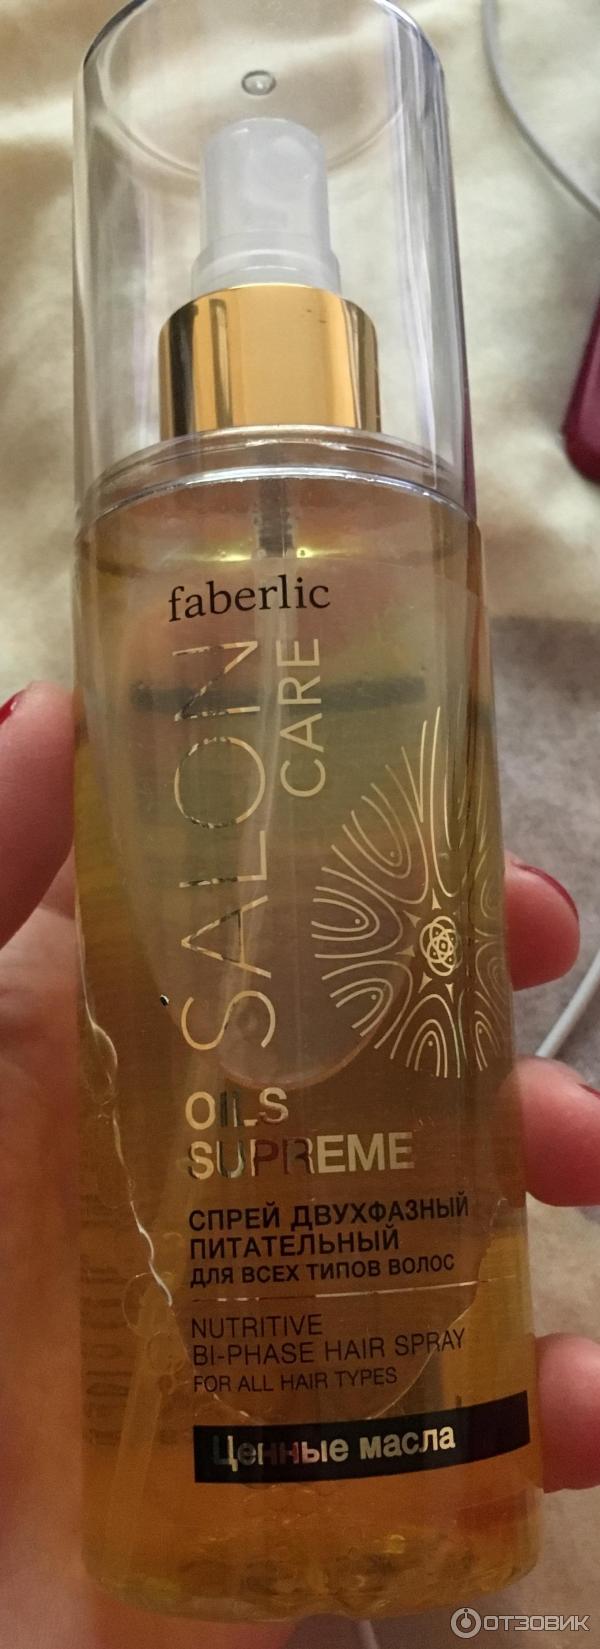 faberlic
SALON
CARE
OILS
SUPREME
СПРЕЙ ДВУХФАЗНЫЙ
ПИТАТЕЛЬНЫЙ
ДЛЯ ВСЕХ ТИПОВ ВОЛОС
NUTRITIVE
BI-PHASE HAIR SPRAY
FOR ALL HAIR TYPES
Ценные масла
ОТЗОВИК